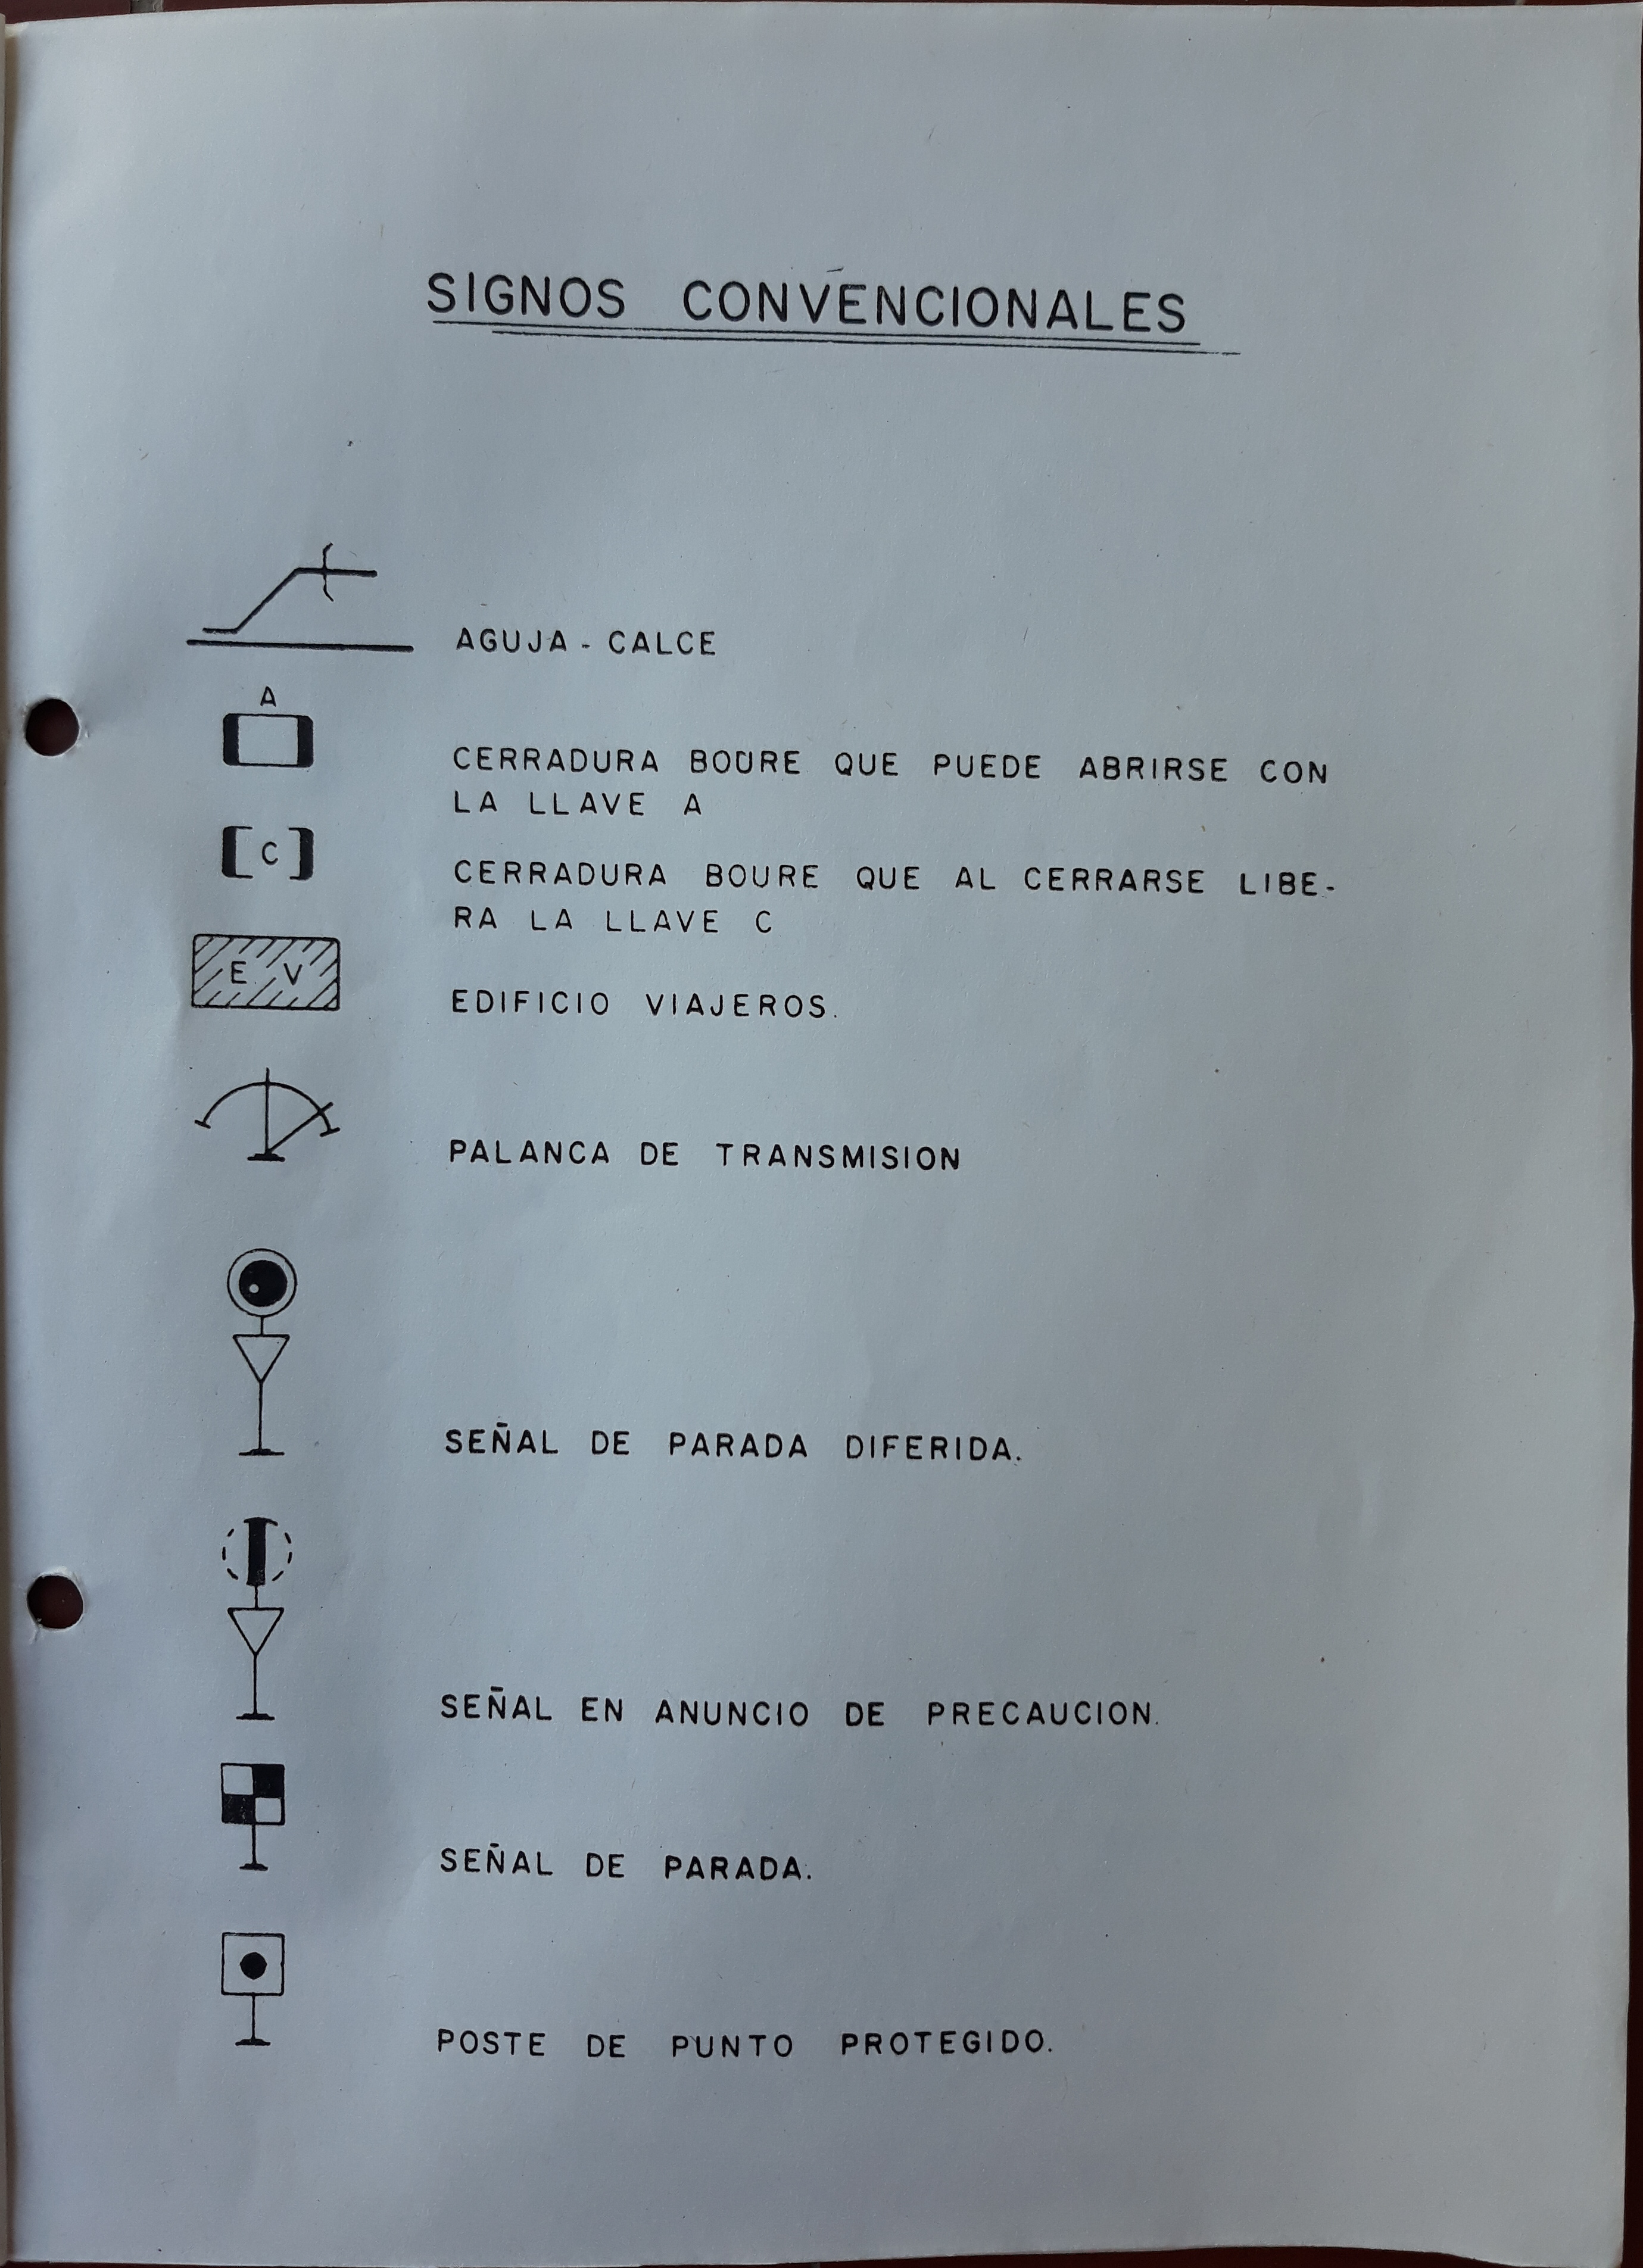 SIGNOS CONVENCIONALES
AGUJA - CALCE
A
CERRADURA BOURE QUE PUEDE ABRIRSE CON
LA LLAVE A
C
CERRADURA BOURE QUE AL CERRARSE LIBE-
RA LA LLAVE C
E V
EDIFICIO VIAJEROS.
PALANCA DE TRANSMISION
SEÑAL DE PARADA DIFERIDA.
SEÑAL EN ANUNCIO DE PRECAUCION.
SEÑAL DE PARADA.
POSTE DE PUNTO PROTEGIDO.